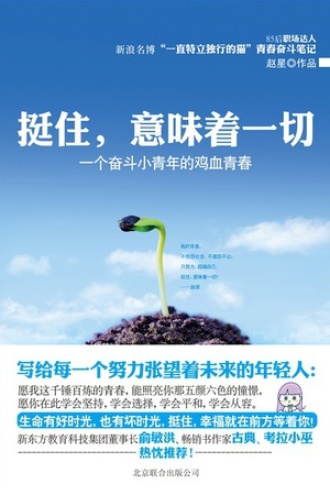 85后职场达人
新浪名博“一直特立独行的猫”青春奋斗笔记
赵星◎作品
挺住，意味着一切
一个奋斗小青年的鸡血青春
写给每一个努力张望着未来的年轻人：
愿我这千锤百炼的青春，能照亮你那五颜六色的憧憬，
愿你在此学会坚持，学会选择，学会平和，学会从容。
生命有好时光，也有坏时光，挺住，幸福就在前方等着你！
新东方教育科技集团董事长俞敏洪、畅销书作家古典、考拉小巫
热忱推荐！
北京联合出版公司